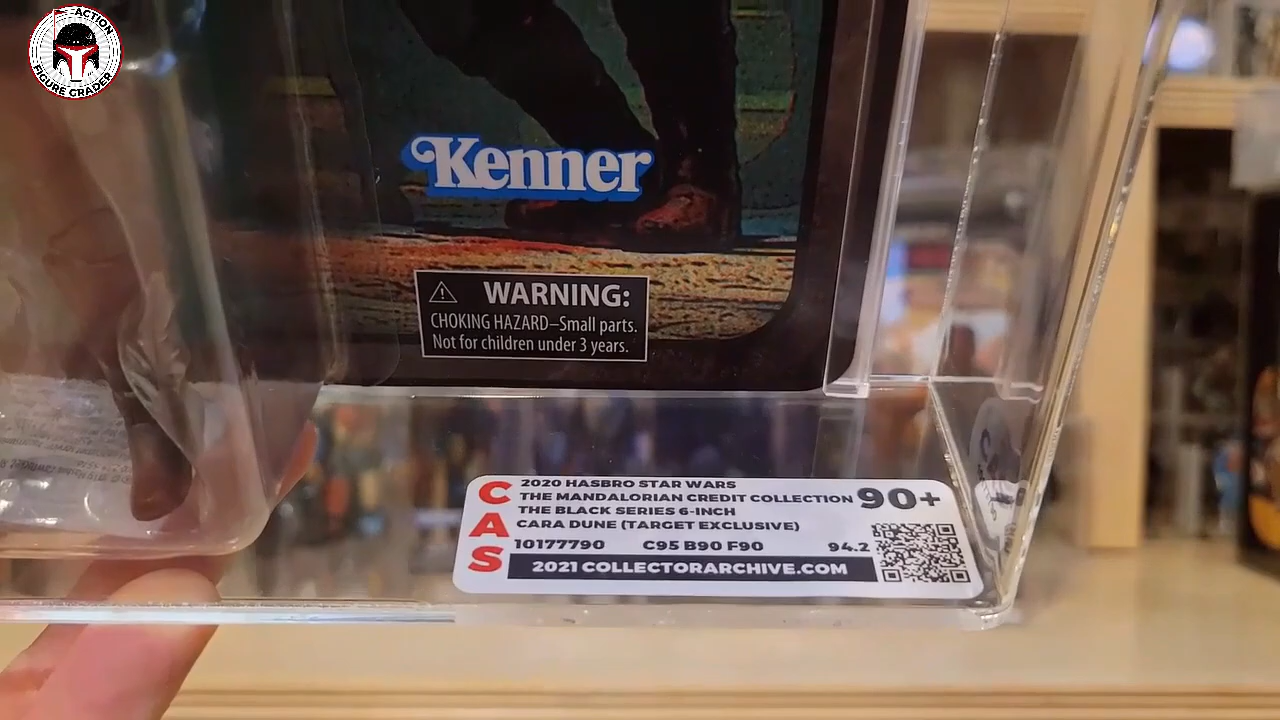 ACTION
FIGURE GRADER
Kenner
WARNING:
CHOKING HAZARD–Small parts.
Not for children under 3 years.
CAS
2020 HASBRO STAR WARS
THE MANDALORIAN CREDIT COLLECTION
THE BLACK SERIES 6-INCH
CARA DUNE (TARGET EXCLUSIVE)
90+
10177790 C95 B90 F90 94.2
2021 COLLECTORARCHIVE.COM